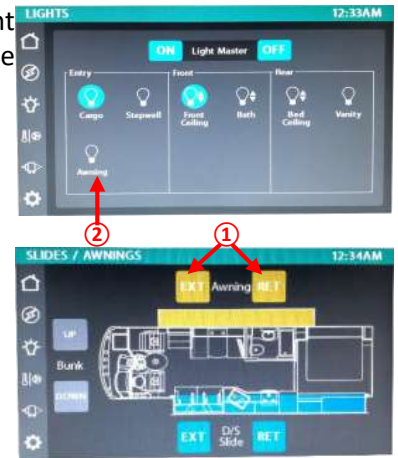 nt
e
LIGHTS 12:33AM
ON Light Master OFF
Entry Front Rear
Cargo Stepwell Front Ceiling Bath Bed Ceiling Vanity
Awning
② ①
SLIDES / AWNINGS 12:34AM
EXT Awning RET
UP
Bunk
DOWN
EXT D/S Slide RET